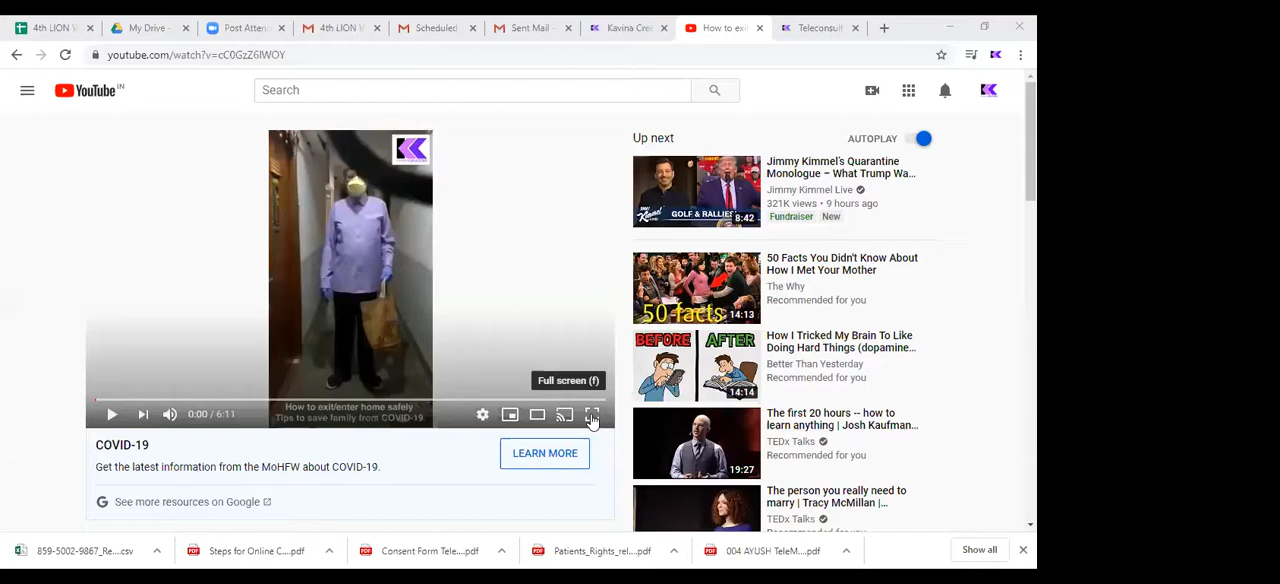 4th LION V
My Drive -
Post Atten
4th LION V
Scheduled
Sent Mail -
Kavina Cre
How to exi
Teleconsult
youtube.com/watch?v=cC0GzZ6IWOY
YouTube IN
Search
Up next
AUTOPLAY
Jimmy Kimmel's Quarantine
Monologue – What Trump Wa...
Jimmy Kimmel Live
321K views • 9 hours ago
Fundraiser New
GOLF & RALLIES
8:42
50 Facts You Didn't Know About
How I Met Your Mother
The Why
Recommended for you
50 facts
14:13
How I Tricked My Brain To Like
Doing Hard Things (dopamine...
Better Than Yesterday
Recommended for you
BEFORE AFTER
14:14
The first 20 hours -- how to
learn anything | Josh Kaufman...
TEDx Talks
Recommended for you
19:27
The person you really need to
marry | Tracy McMillan |...
TEDx Talks
Full screen (f)
How to exit/enter home safely
Tips to save family from COVID-19
0:00 / 6:11
COVID-19
Get the latest information from the MoHFW about COVID-19.
LEARN MORE
See more resources on Google
859-5002-9867_Re....csv
Steps for Online C....pdf
Consent Form Tele....pdf
Patients_Rights_rel....pdf
004 AYUSH TeleM....pdf
Show all